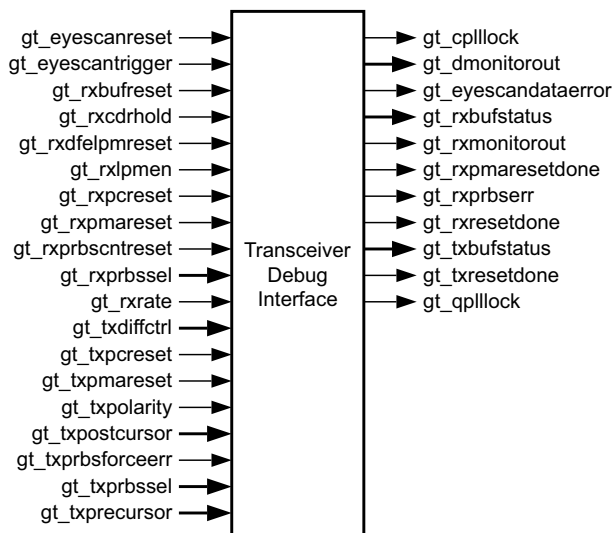 gt_eyescanreset
gt_eyescantrigger
gt_rxbufreset
gt_rxcdrhold
gt_rxdfelpmreset
gt_rxlpmen
gt_rxpcreset
gt_rxpmareset
gt_rxprbscntreset
gt_rxprbssel
gt_rxrate
gt_txdiffctrl
gt_txpcreset
gt_txpmareset
gt_txpolarity
gt_txpostcursor
gt_txprbsforceerr
gt_txprbssel
gt_txprecursor
Transceiver
Debug
Interface
gt_cplllock
gt_dmonitorout
gt_eyescandataerror
gt_rxbufstatus
gt_rxmonitorout
gt_rxpmaresetdone
gt_rxprbserr
gt_rxresetdone
gt_txbufstatus
gt_txresetdone
gt_qplllock